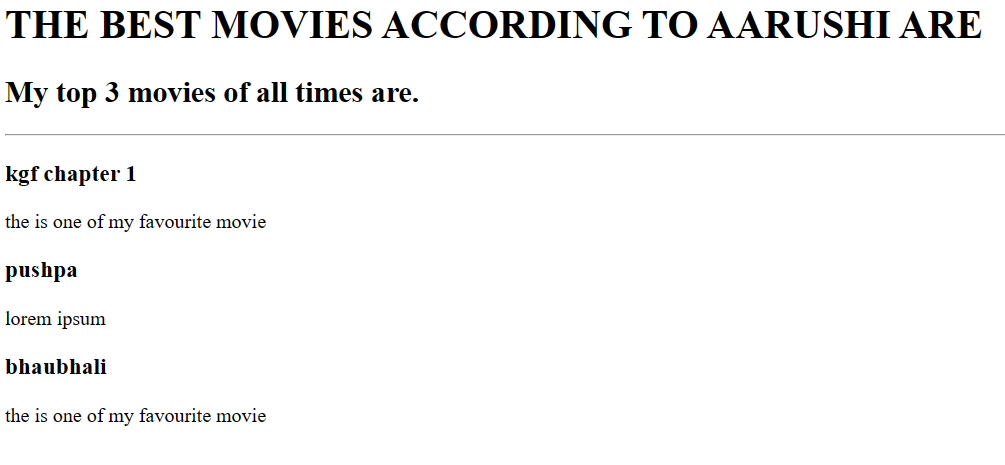 THE BEST MOVIES ACCORDING TO AARUSHI ARE
My top 3 movies of all times are.
kgf chapter 1
the is one of my favourite movie
pushpa
lorem ipsum
bhaubhali
the is one of my favourite movie